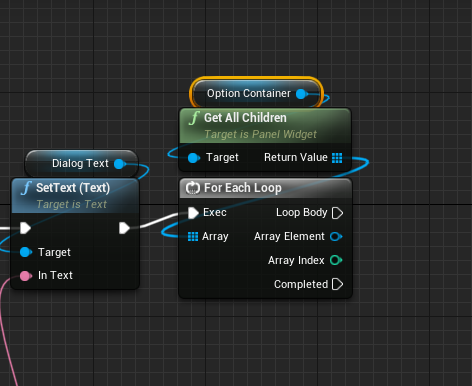 Option Container
f Get All Children
Target is Panel Widget
Target Return Value
Dialog Text
f SetText (Text)
Target is Text
Target
In Text
For Each Loop
Exec Loop Body
Array Array Element
Array Index
Completed